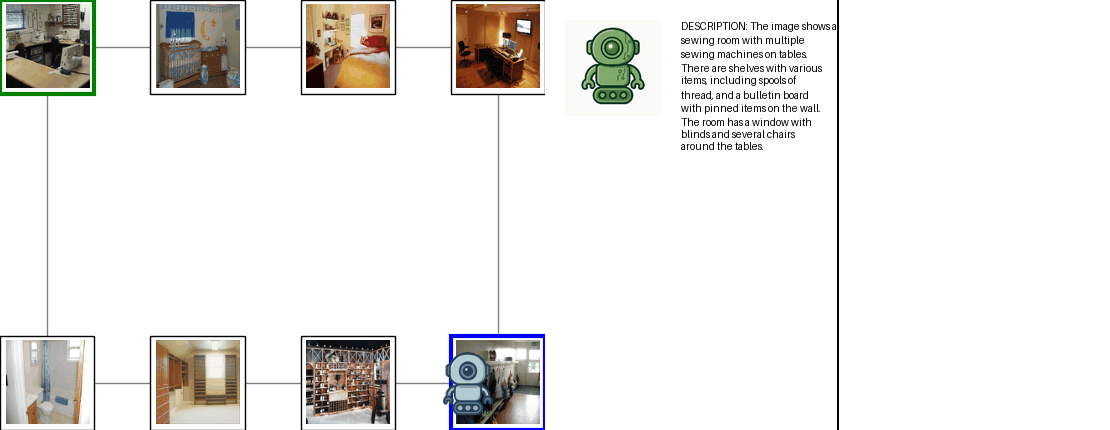 DESCRIPTION: The image shows a
sewing room with multiple
sewing machines on tables.
There are shelves with various
items, including spools of
thread, and a bulletin board
with pinned items on the wall.
The room has a window with
blinds and several chairs
around the tables.